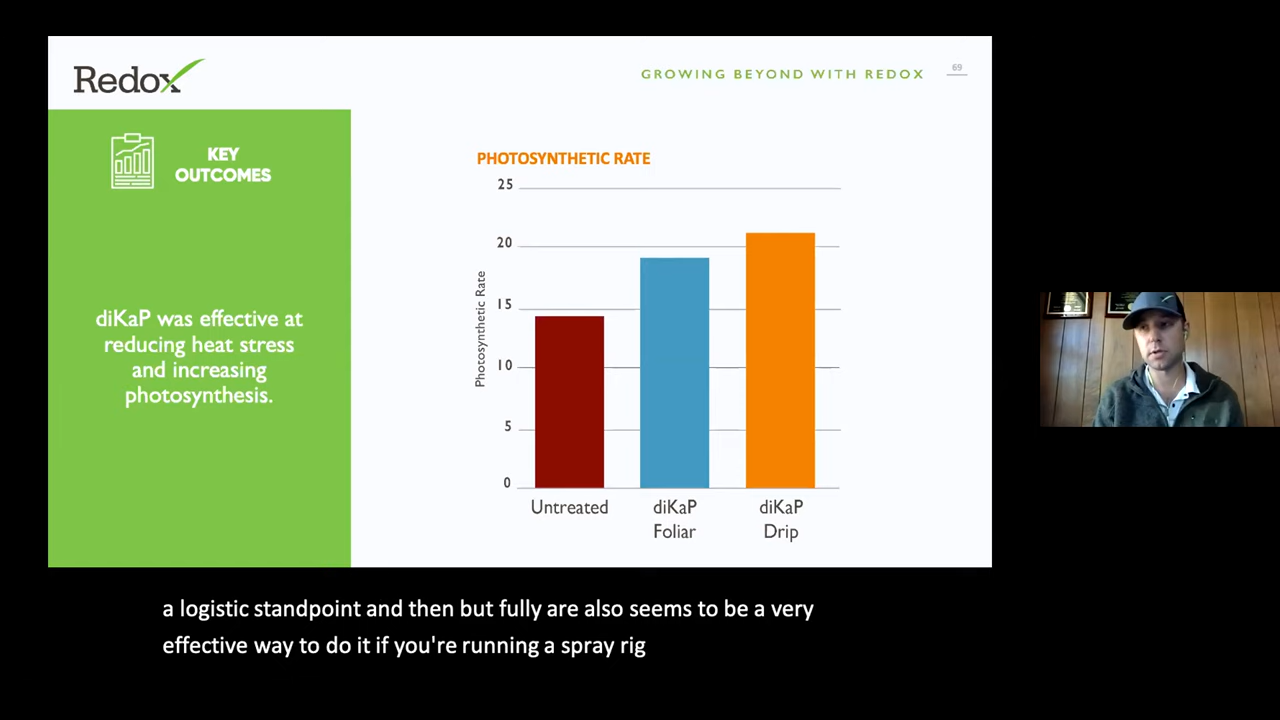 Redox
GROWING BEYOND WITH REDOX
69
KEY
OUTCOMES
diKaP was effective at
reducing heat stress
and increasing
photosynthesis.
PHOTOSYNTHETIC RATE
25
20
15
10
5
0
Photosynthetic Rate
Untreated
diKaP
Foliar
diKaP
Drip
a logistic standpoint and then but fully are also seems to be a very
effective way to do it if you're running a spray rig